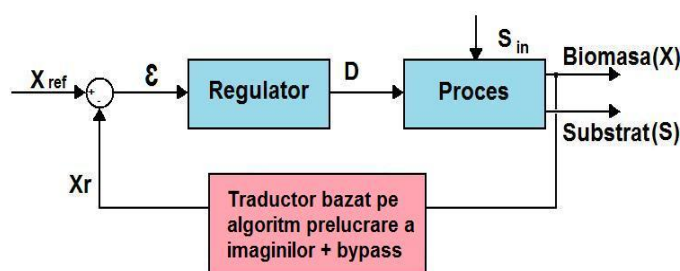 X ref
+
-
ε
Regulator
D
S in
Proces
Biomasa(X)
Substrat(S)
Xr
Traductor bazat pe
algoritm prelucrare a
imaginilor + bypass